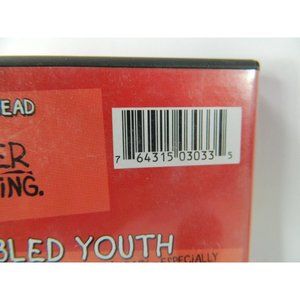 EAD
ER
ING.
7 64315 03033 5
BLED YOUTH
ESPECIALLY